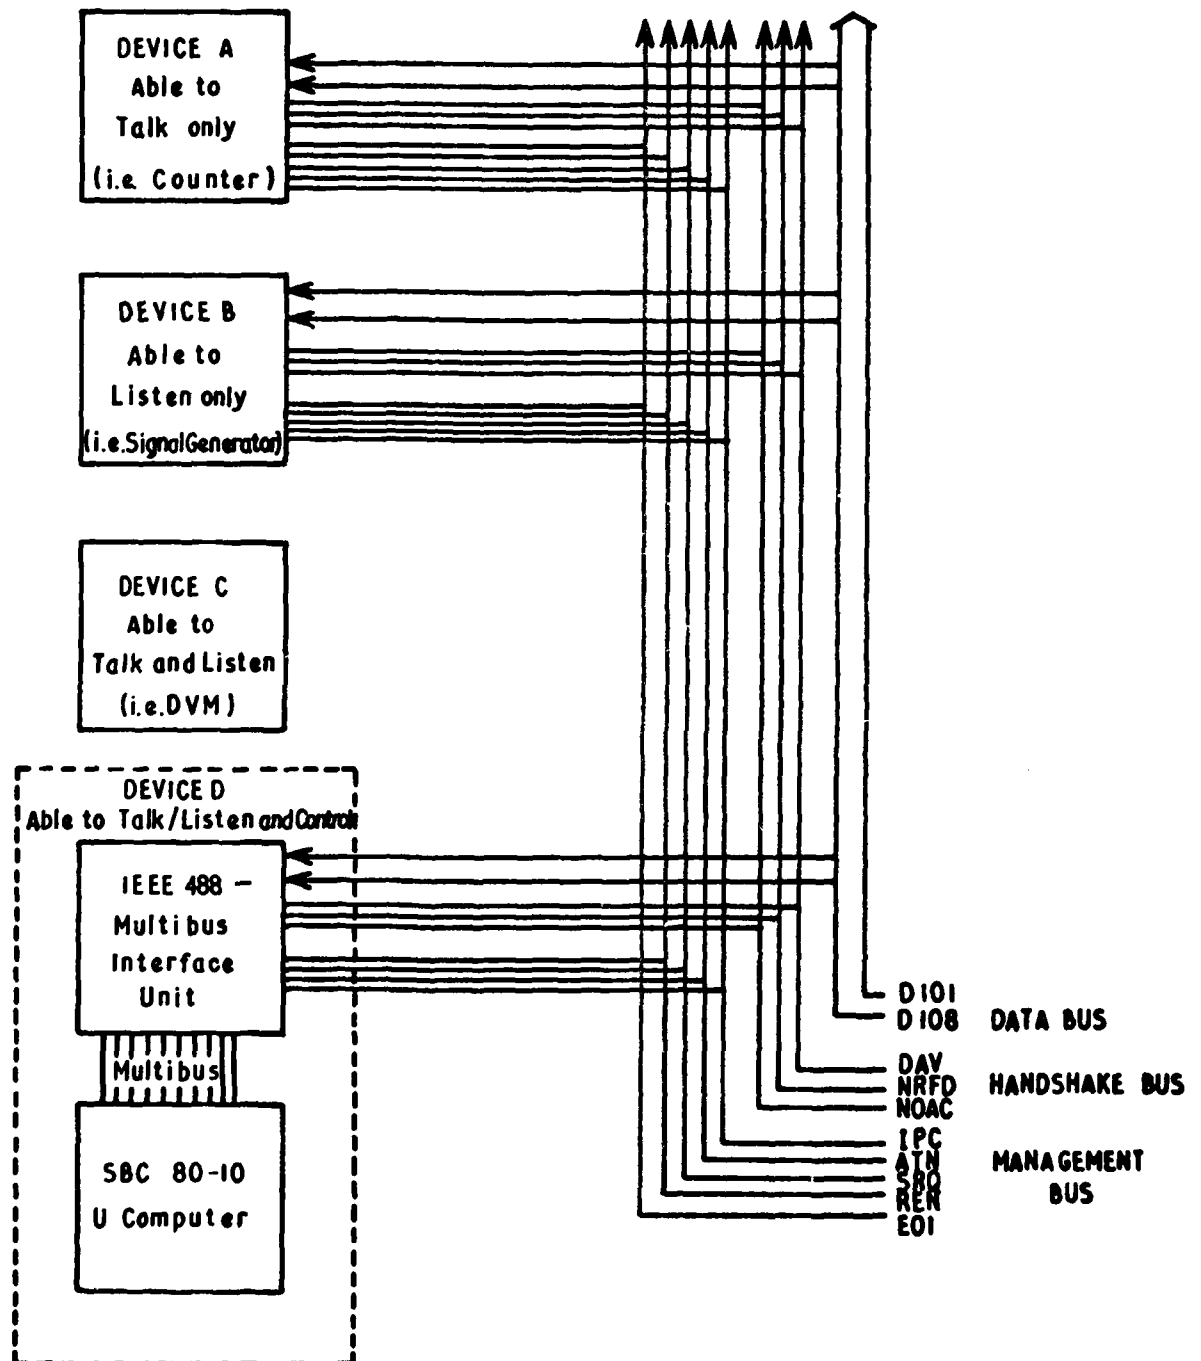 DEVICE A
Able to
Talk only
(i.e. Counter)
DEVICE B
Able to
Listen only
(i.e. Signal Generator)
DEVICE C
Able to
Talk and Listen
(i.e. DVM)
DEVICE D
Able to Talk/Listen and Control
IEEE 488 -
Multibus
Interface
Unit
Multibus
SBC 80-10
U Computer
DIO1
DIO8 DATA BUS
DAV
NRFD HANDSHAKE BUS
NOAC
IPC
ATN MANAGEMENT
SRQ
REN BUS
EOI